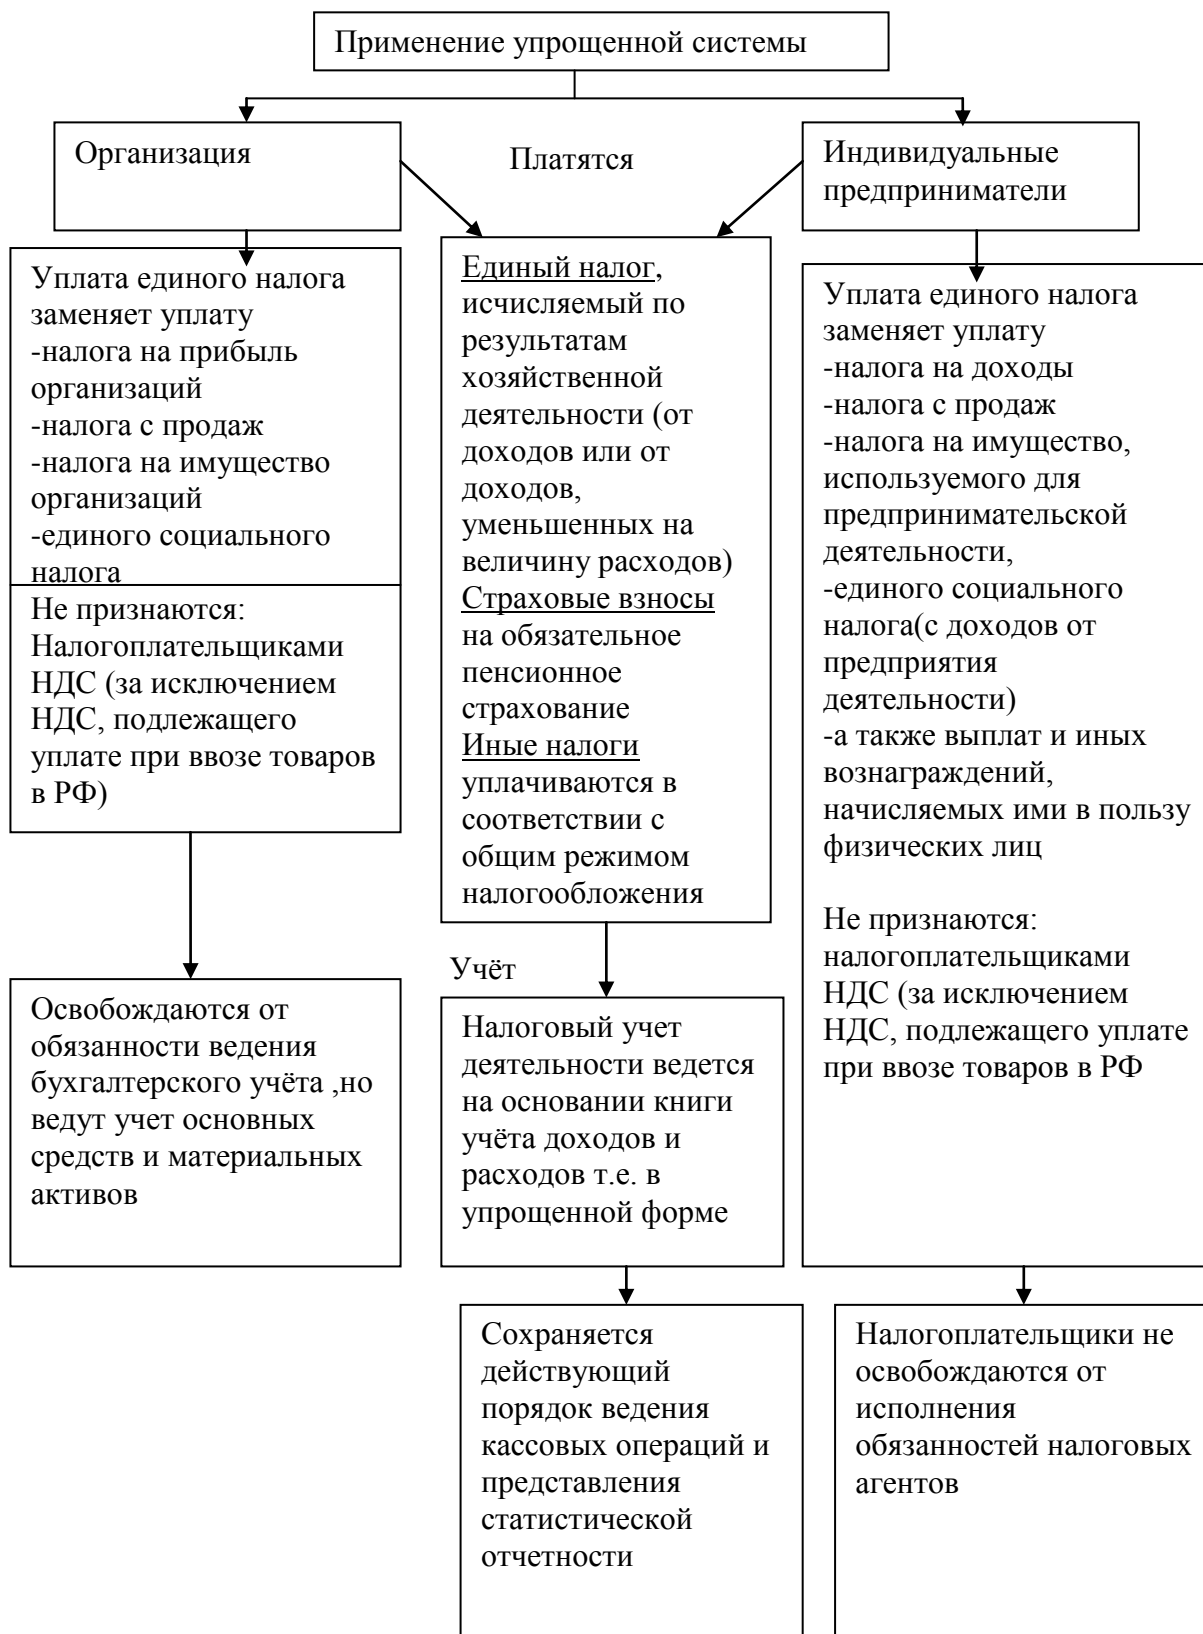 Применение упрощенной системы
Организация
Платятся
Индивидуальные
предприниматели
Уплата единого налога
заменяет уплату
-налога на прибыль
организаций
-налога с продаж
-налога на имущество
организаций
-единого социального
налога
Не признаются:
Налогоплательщиками
НДС (за исключением
НДС, подлежащего
уплате при ввозе товаров
в РФ)
Освобождаются от
обязанности ведения
бухгалтерского учёта ,но
ведут учет основных
средств и материальных
активов
Единый налог,
исчисляемый по
результатам
хозяйственной
деятельности (от
доходов или от
доходов,
уменьшенных на
величину расходов)
Страховые взносы
на обязательное
пенсионное
страхование
Иные налоги
уплачиваются в
соответствии с
общим режимом
налогообложения
Учёт
Налоговый учет
деятельности ведется
на основании книги
учёта доходов и
расходов т.е. в
упрощенной форме
Сохраняется
действующий
порядок ведения
кассовых операций и
представления
статистической
отчетности
Уплата единого налога
заменяет уплату
-налога на доходы
-налога с продаж
-налога на имущество,
используемого для
предпринимательской
деятельности,
-единого социального
налога(с доходов от
предприятия
деятельности)
-а также выплат и иных
вознаграждений,
начисляемых ими в пользу
физических лиц
Не признаются:
налогоплательщиками
НДС (за исключением
НДС, подлежащего уплате
при ввозе товаров в РФ
Налогоплательщики не
освобождаются от
исполнения
обязанностей налоговых
агентов